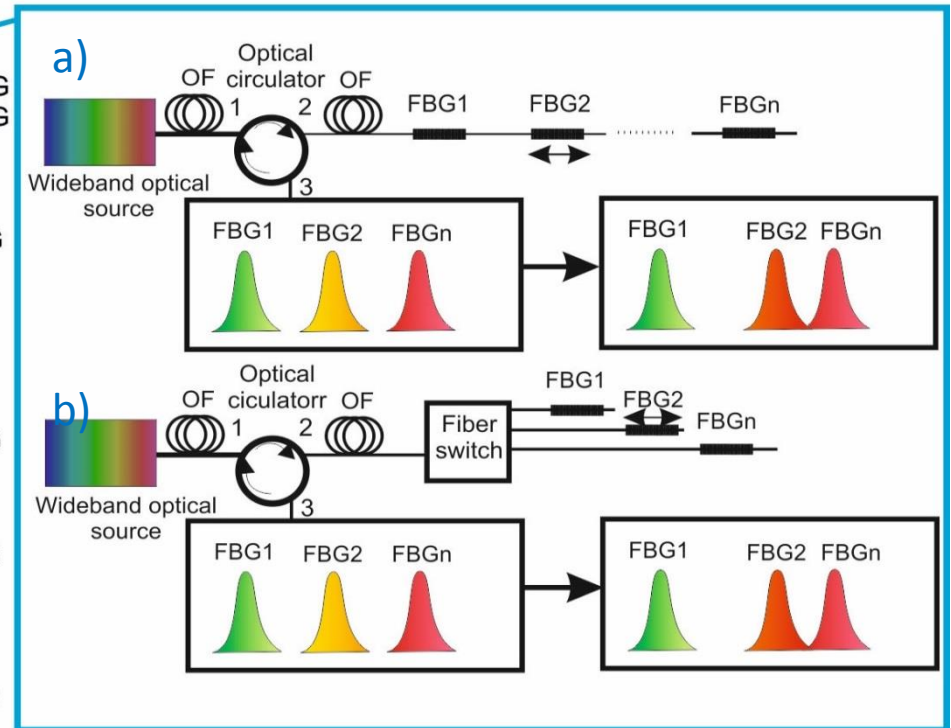 G
G
G
a)
Optical
circulator
OF
OF
1
2
3
FBG1
FBG2
FBGn
Wideband optical
source
FBG1
FBG2
FBGn
FBG1
FBG2
FBGn
b)
Optical
ciculatorr
OF
OF
1
2
3
Fiber
switch
FBG1
FBG2
FBGn
Wideband optical
source
FBG1
FBG2
FBGn
FBG1
FBG2
FBGn